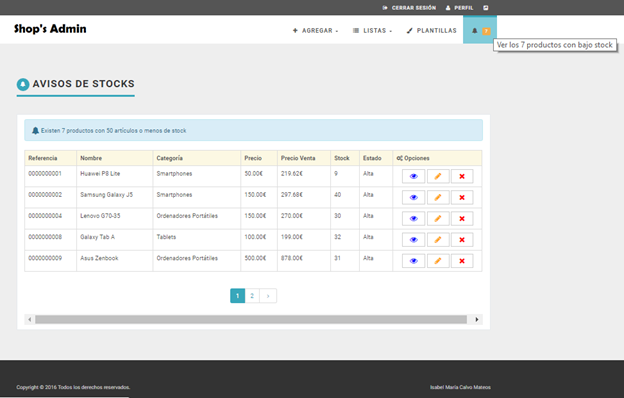 CERRAR SESIÓN PERFIL
Shop's Admin AGREGAR LISTAS PLANTILLAS 7
Ver los 7 productos con bajo stock
AVISOS DE STOCKS
Existen 7 productos con 50 artículos o menos de stock
Referencia Nombre Categoría Precio Precio Venta Stock Estado Opciones
0000000001 Huawei P8 Lite Smartphones 50.00€ 219.62€ 9 Alta
0000000002 Samsung Galaxy J5 Smartphones 150.00€ 297.68€ 40 Alta
0000000004 Lenovo G70-35 Ordenadores Portátiles 150.00€ 270.00€ 30 Alta
0000000008 Galaxy Tab A Tablets 100.00€ 199.00€ 32 Alta
0000000009 Asus Zenbook Ordenadores Portátiles 500.00€ 878.00€ 31 Alta
1 2 ›
Copyright © 2016 Todos los derechos reservados. Isabel María Calvo Mateos